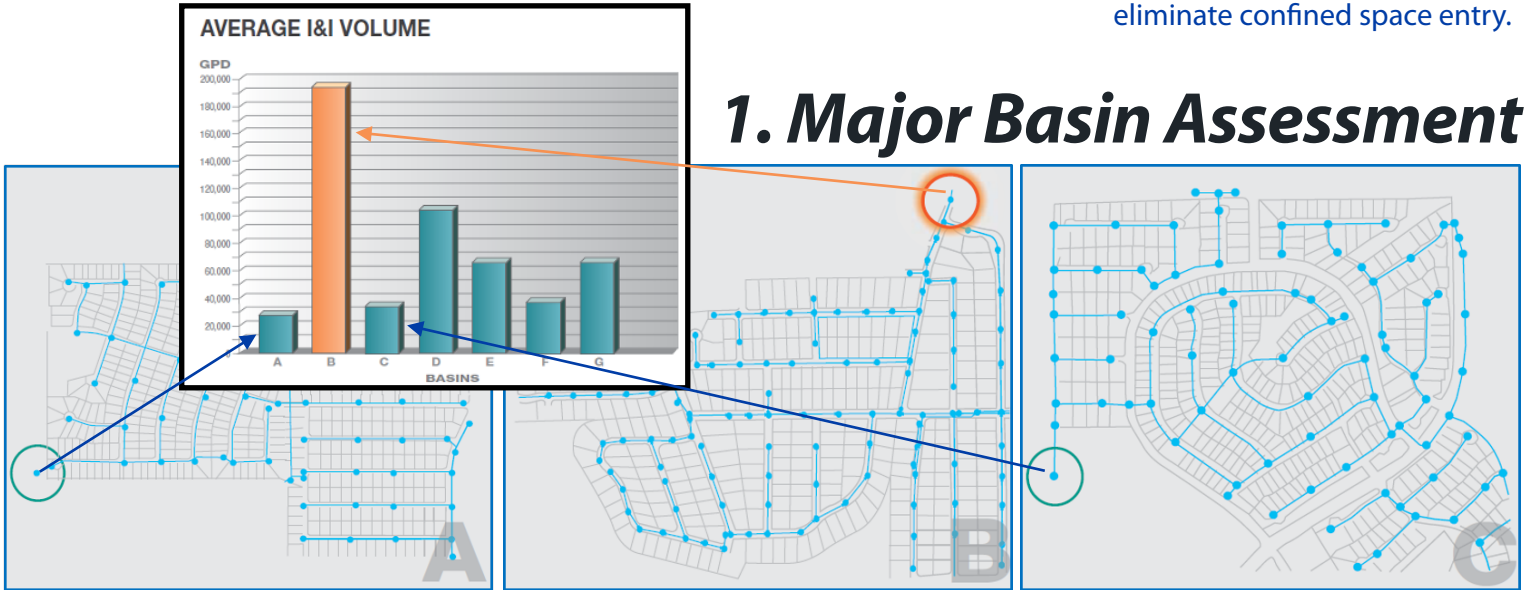 eliminate confined space entry.
AVERAGE I&I VOLUME
GPD
200,000
180,000
160,000
140,000
120,000
100,000
80,000
60,000
40,000
20,000
A B C D E F G
BASINS
1. Major Basin Assessment
A
B
C